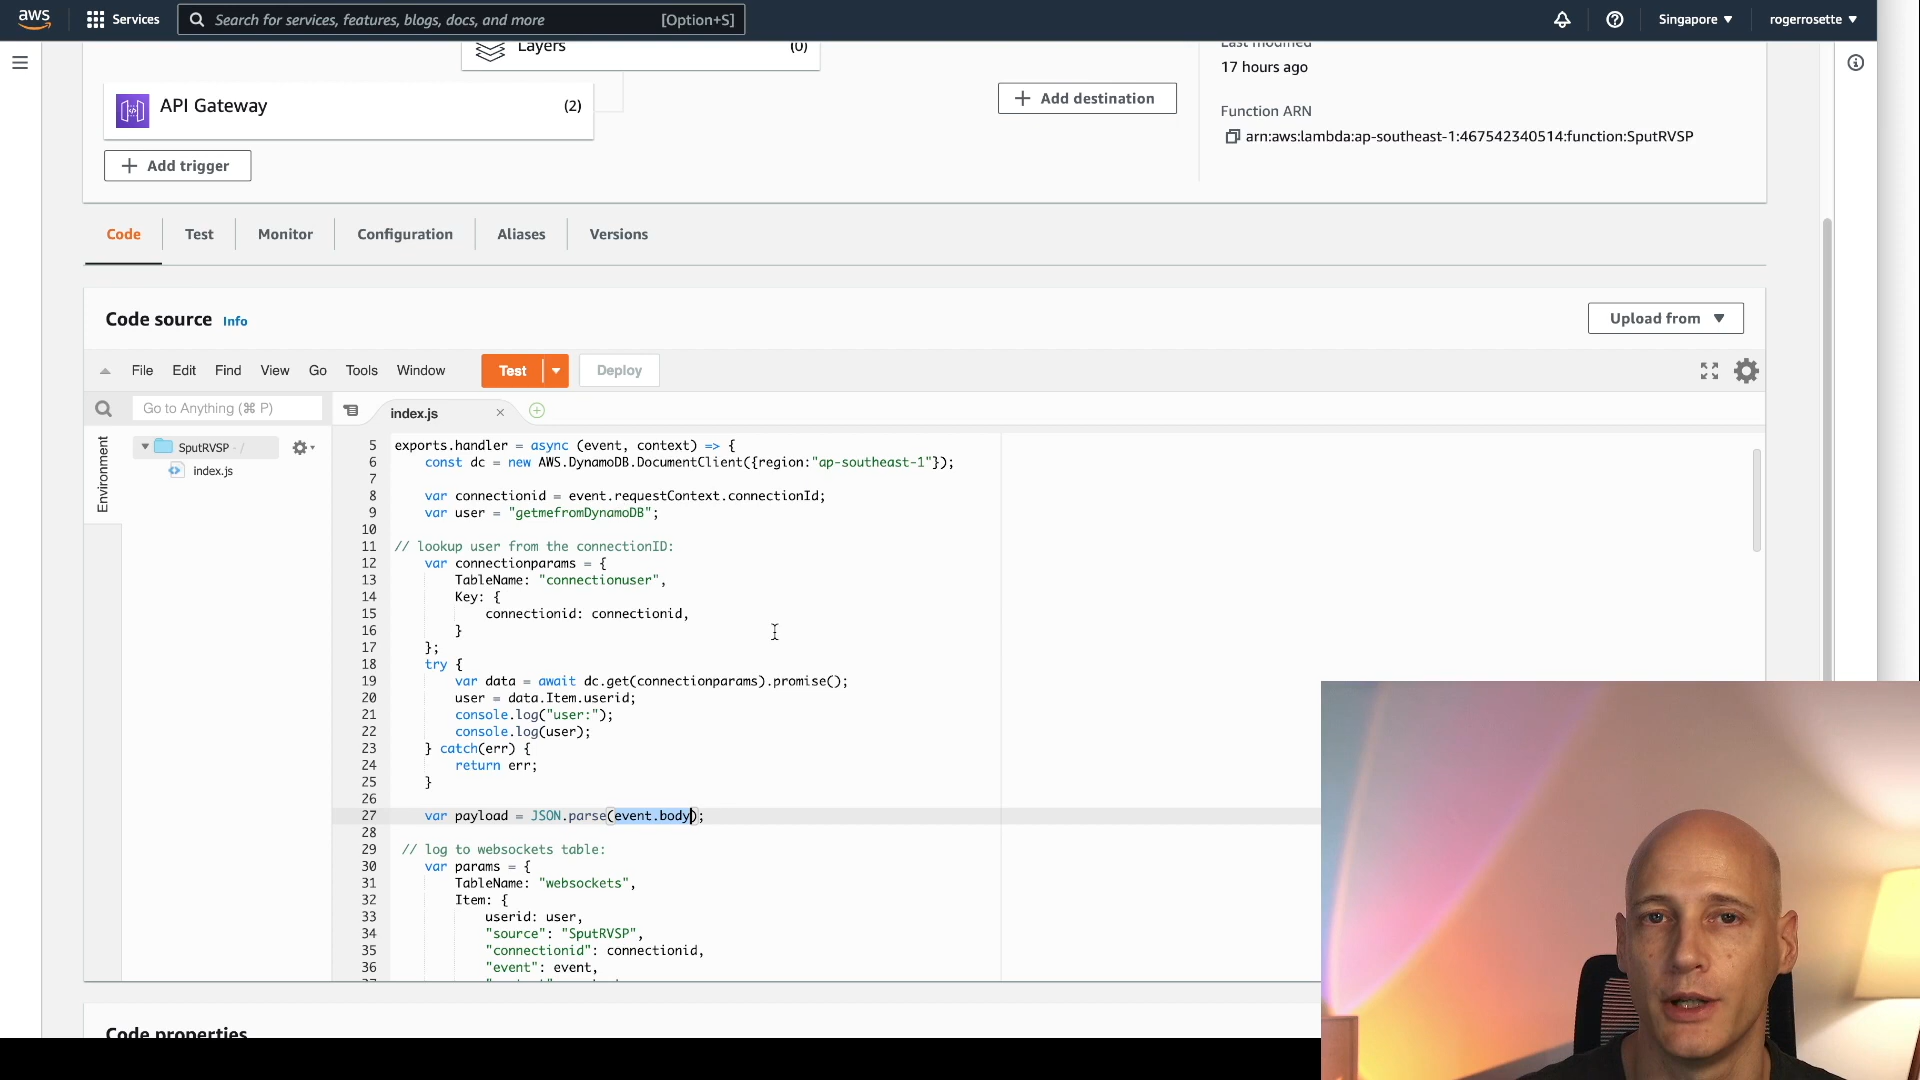 aws
Services
Search for services, features, blogs, docs, and more
[Option+S]
Singapore
rogerrosette
Layers
(0)
Last modified
17 hours ago
API Gateway
(2)
Add destination
Function ARN
arn:aws:lambda:ap-southeast-1:467542340514:function:SputRVSP
Add trigger
Code
Test
Monitor
Configuration
Aliases
Versions
Code source Info
Upload from
File
Edit
Find
View
Go
Tools
Window
Test
Deploy
Go to Anything (⌘ P)
index.js
Environment
SputRVSP - /
index.js
5 exports.handler = async (event, context) => {
6 const dc = new AWS.DynamoDB.DocumentClient({region:"ap-southeast-1"});
7
8 var connectionid = event.requestContext.connectionId;
9 var user = "getmefromDynamoDB";
10
11 // lookup user from the connectionID:
12 var connectionparams = {
13 TableName: "connectionuser",
14 Key: {
15 connectionid: connectionid,
16 }
17 };
18 try {
19 var data = await dc.get(connectionparams).promise();
20 user = data.Item.userid;
21 console.log("user:");
22 console.log(user);
23 } catch(err) {
24 return err;
25 }
26
27 var payload = JSON.parse(event.body);
28
29 // log to websockets table:
30 var params = {
31 TableName: "websockets",
32 Item: {
33 userid: user,
34 "source": "SputRVSP",
35 "connectionid": connectionid,
36 "event": event,
Code properties